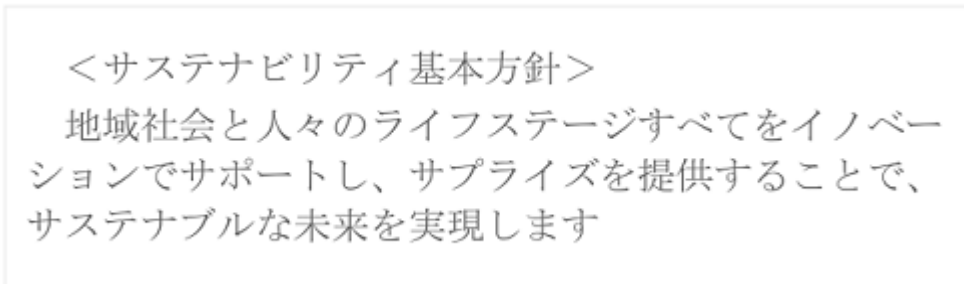 ＜サステナビリティ基本方針＞
地域社会と人々のライフステージすべてをイノベー
ションでサポートし、サプライズを提供することで、
サステナブルな未来を実現します